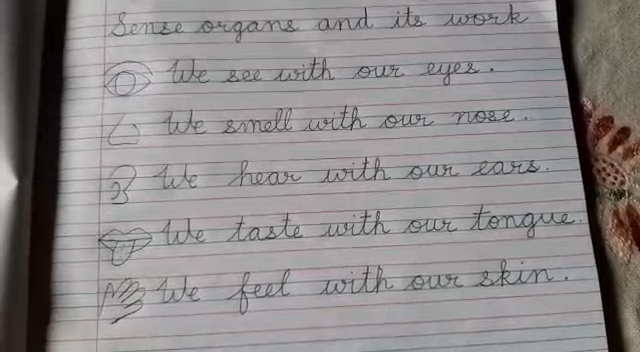 Sense organs and its work
We see with our eyes.
We smell with our nose.
We hear with our ears.
We taste with our tongue.
We feel with our skin.